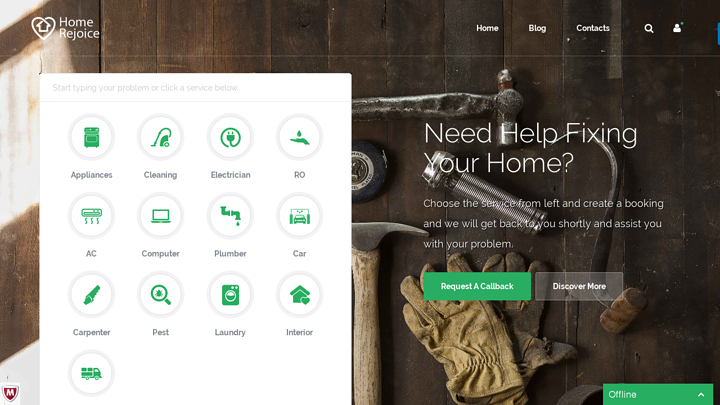 Home
Rejoice
Home
Blog
Contacts
Start typing your problem or click a service below.
Appliances
Cleaning
Electrician
RO
AC
Computer
Plumber
Car
Carpenter
Pest
Laundry
Interior
Need Help Fixing
Your Home?
Choose the service from left and create a booking
and we will get back to you shortly and assist you
with your problem.
Request A Callback
Discover More
Offline